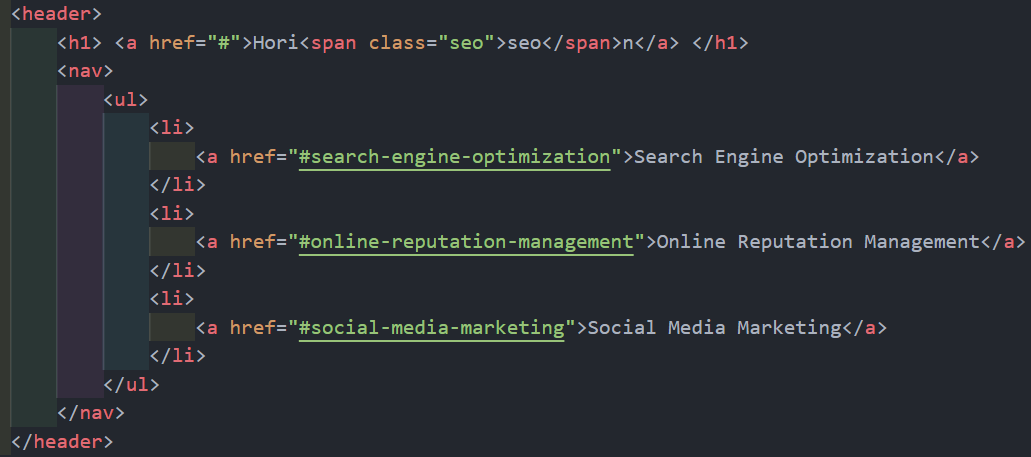 <header>
<h1> <a href="#">Hori<span class="seo">seo</span>n</a> </h1>
<nav>
<ul>
<li>
<a href="#search-engine-optimization">Search Engine Optimization</a>
</li>
<li>
<a href="#online-reputation-management">Online Reputation Management</a>
</li>
<li>
<a href="#social-media-marketing">Social Media Marketing</a>
</li>
</ul>
</nav>
</header>